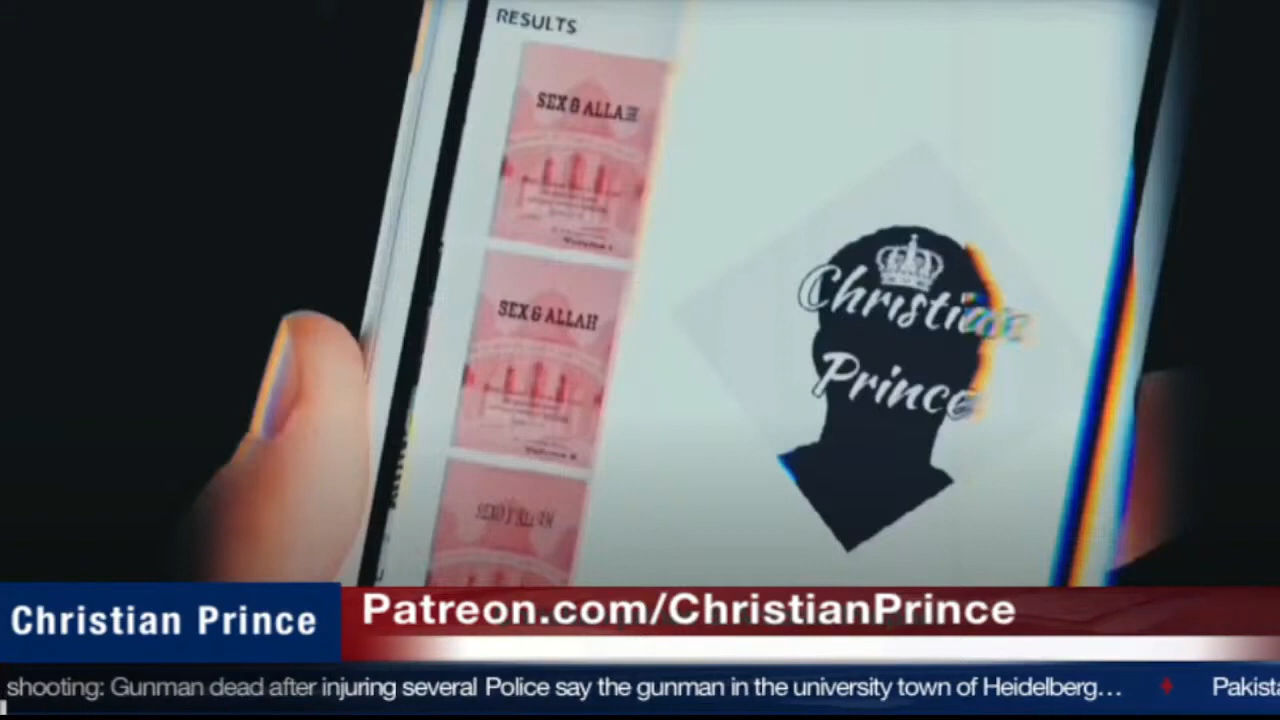 RESULTS
SEX & ALLAH
SEX & ALLAH
Christian
Prince
Christian Prince
Patreon.com/ChristianPrince
shooting: Gunman dead after injuring several Police say the gunman in the university town of Heidelberg...